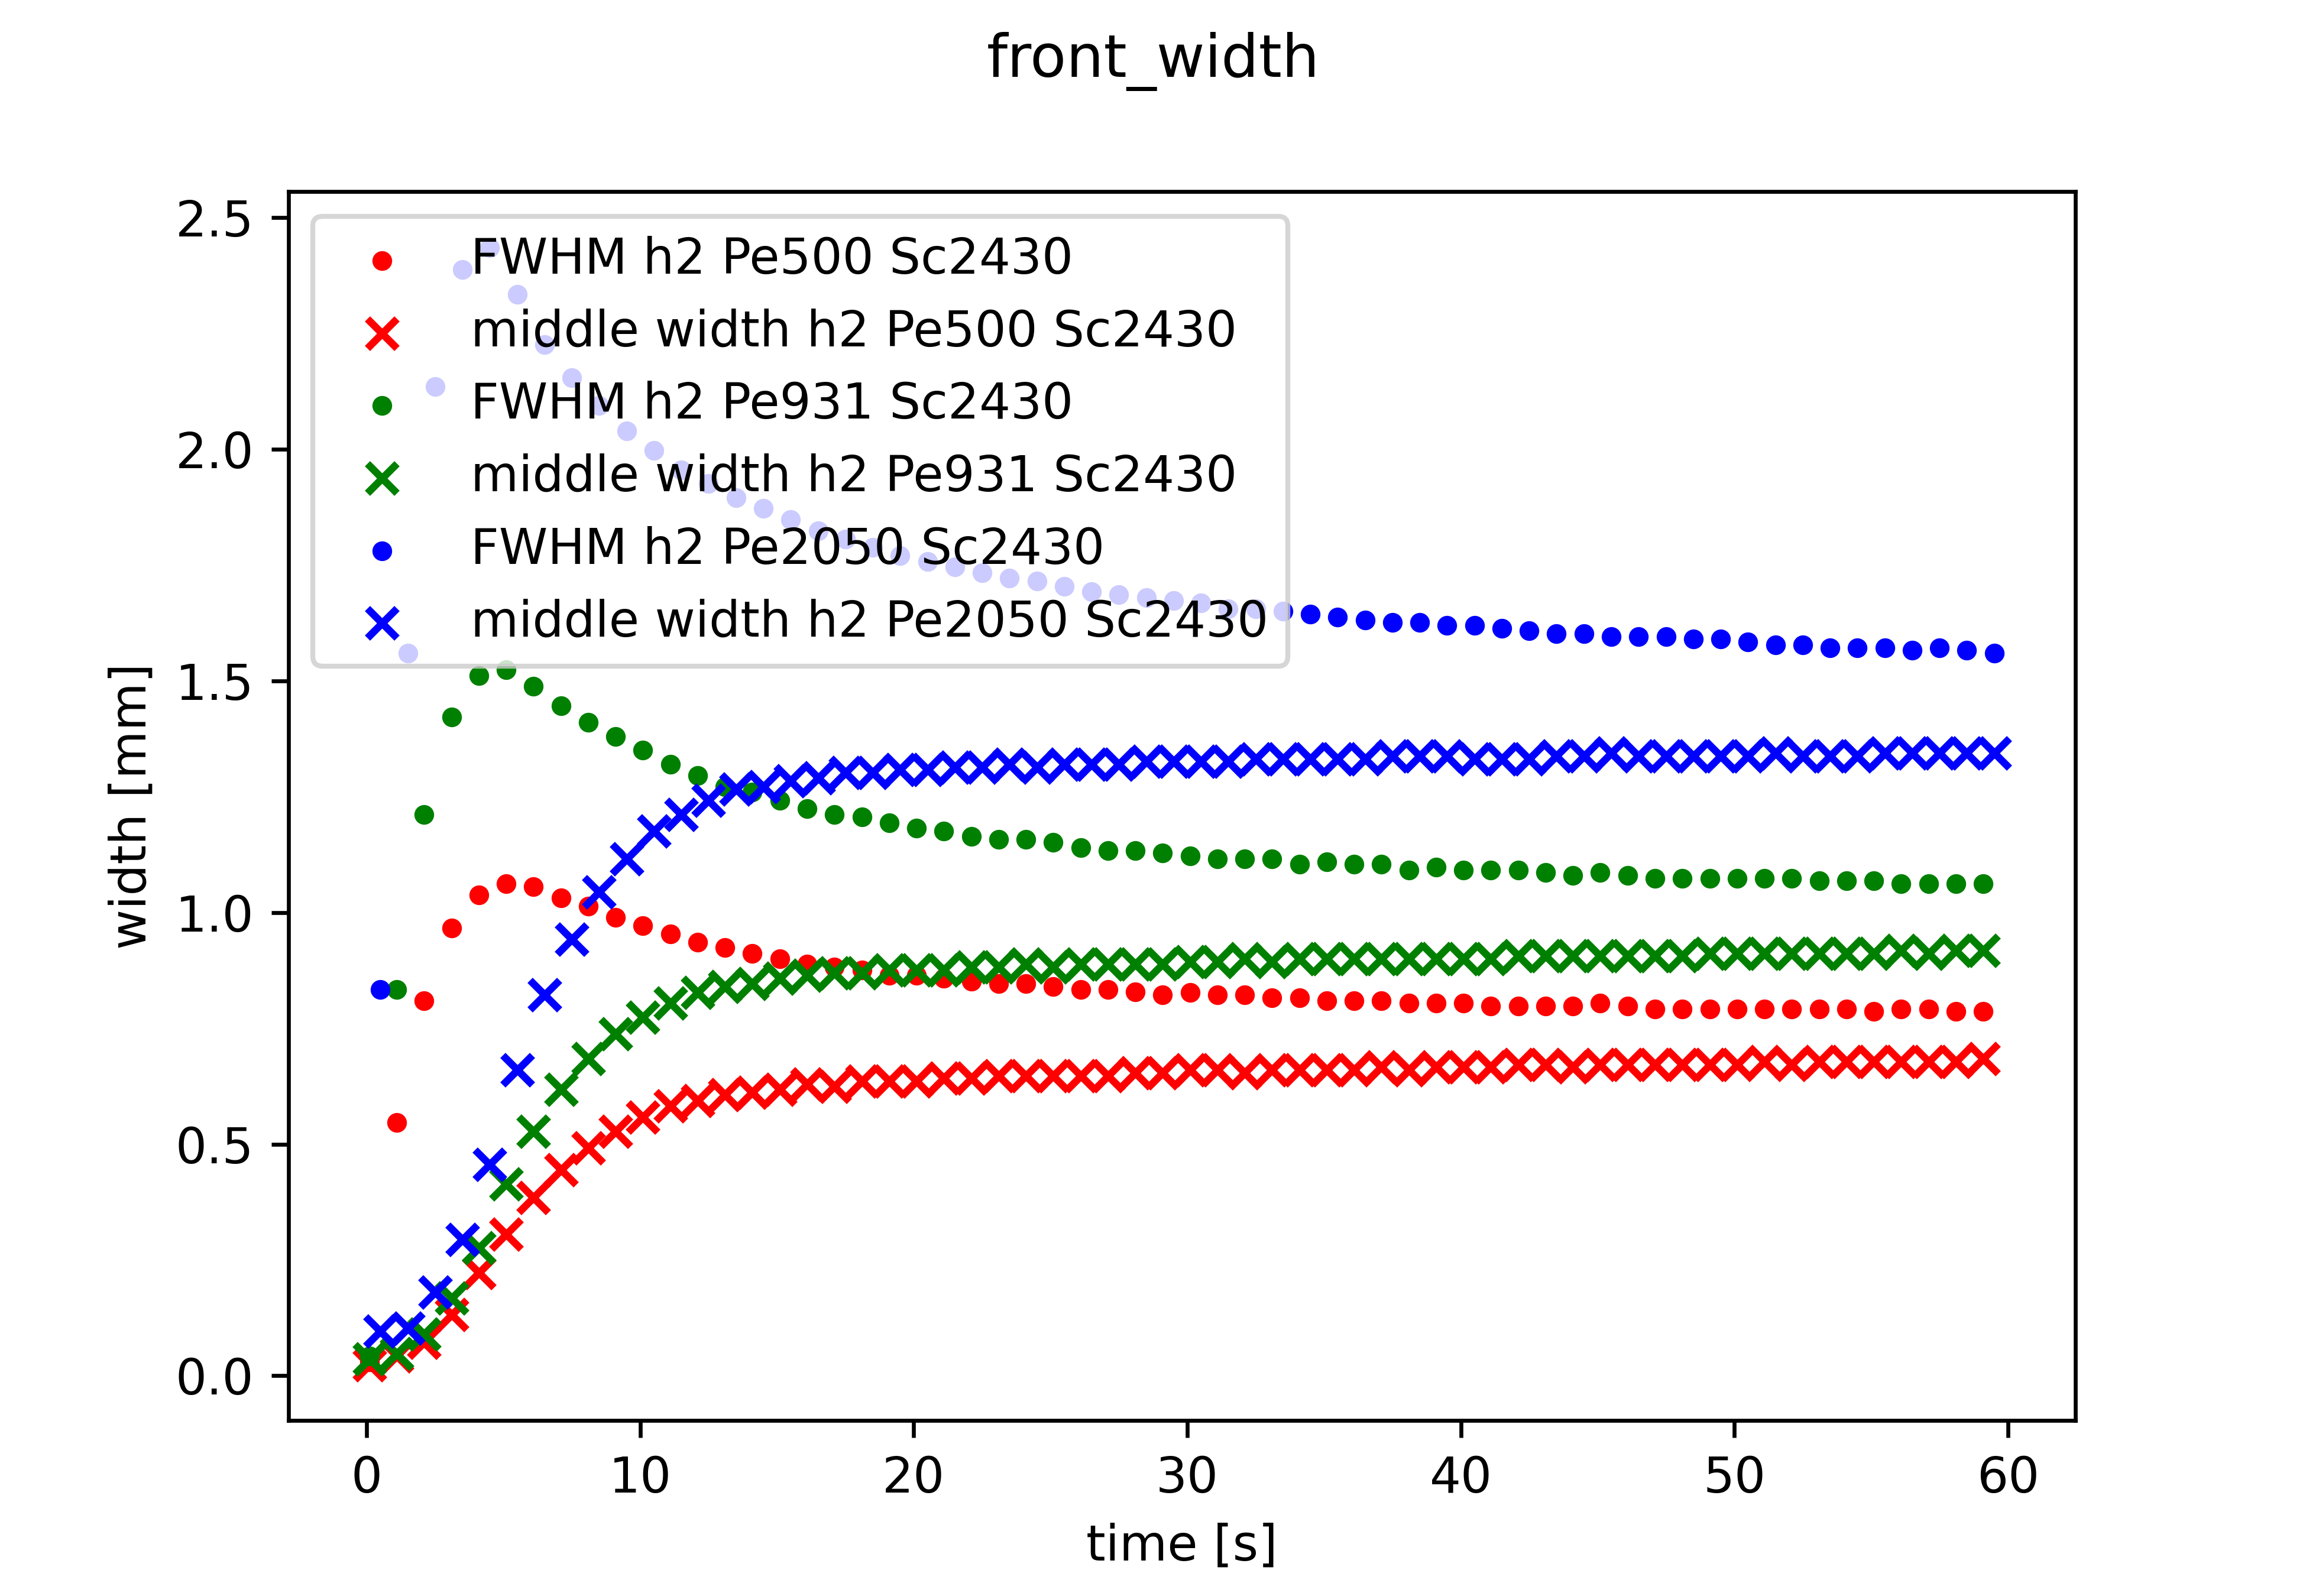 front_width
2.5
2.0
1.5
1.0
0.5
0.0
width [mm]
FWHM h2 Pe500 Sc2430
middle width h2 Pe500 Sc2430
FWHM h2 Pe931 Sc2430
middle width h2 Pe931 Sc2430
FWHM h2 Pe2050 Sc2430
middle width h2 Pe2050 Sc2430
0 10 20 30 40 50 60
time [s]